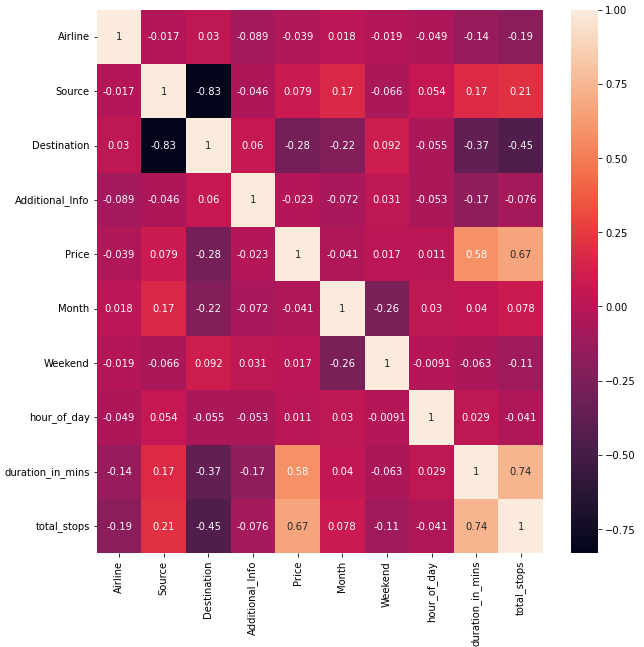 Airline 1 -0.017 0.03 -0.089 -0.039 0.018 -0.019 -0.049 -0.14 -0.19
Source -0.017 1 -0.83 -0.046 0.079 0.17 -0.066 0.054 0.17 0.21
Destination 0.03 -0.83 1 0.06 -0.28 -0.22 0.092 -0.055 -0.37 -0.45
Additional_Info -0.089 -0.046 0.06 1 -0.023 -0.072 0.031 -0.053 -0.17 -0.076
Price -0.039 0.079 -0.28 -0.023 1 -0.041 0.017 0.011 0.58 0.67
Month 0.018 0.17 -0.22 -0.072 -0.041 1 -0.26 0.03 0.04 0.078
Weekend -0.019 -0.066 0.092 0.031 0.017 -0.26 1 -0.0091 -0.063 -0.11
hour_of_day -0.049 0.054 -0.055 -0.053 0.011 0.03 -0.0091 1 0.029 -0.041
duration_in_mins -0.14 0.17 -0.37 -0.17 0.58 0.04 -0.063 0.029 1 0.74
total_stops -0.19 0.21 -0.45 -0.076 0.67 0.078 -0.11 -0.041 0.74 1
Airline
Source
Destination
Additional_Info
Price
Month
Weekend
hour_of_day
duration_in_mins
total_stops
1.00
0.75
0.50
0.25
0.00
−0.25
−0.50
−0.75